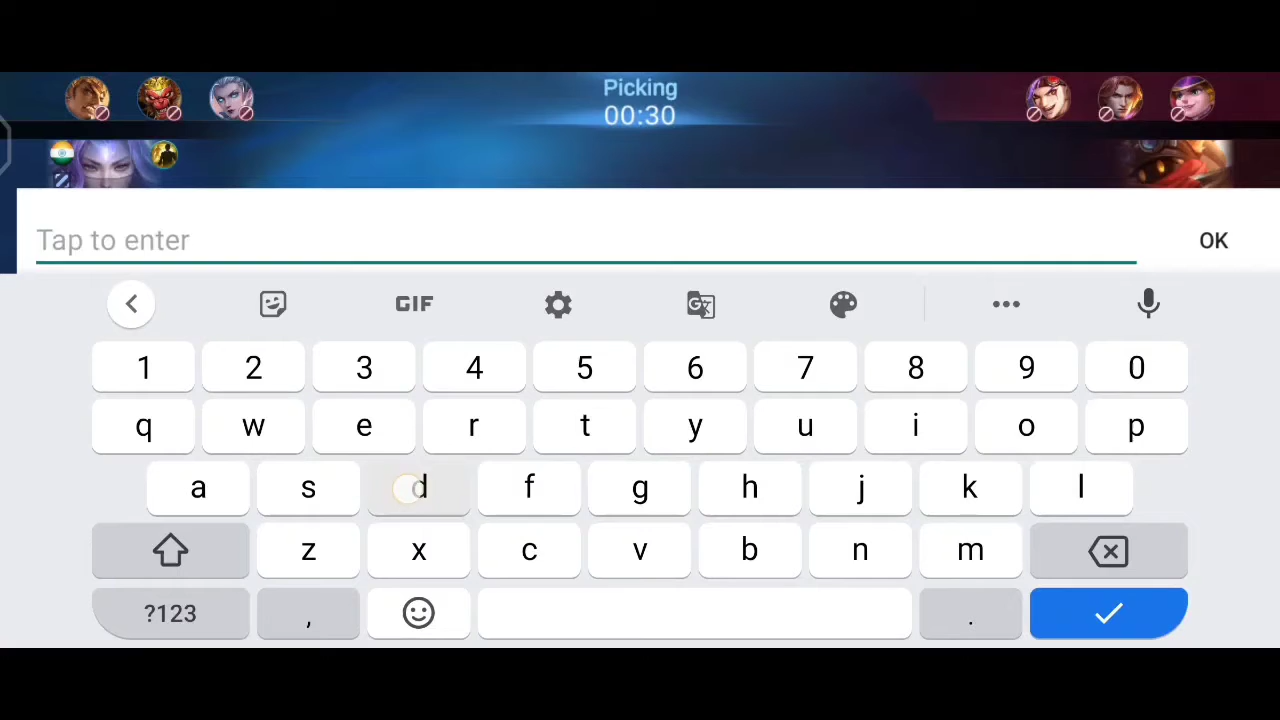 Picking
00:30
Tap to enter
OK
GIF
1 2 3 4 5 6 7 8 9 0
q w e r t y u i o p
a s d f g h j k l
z x c v b n m
?123 , .